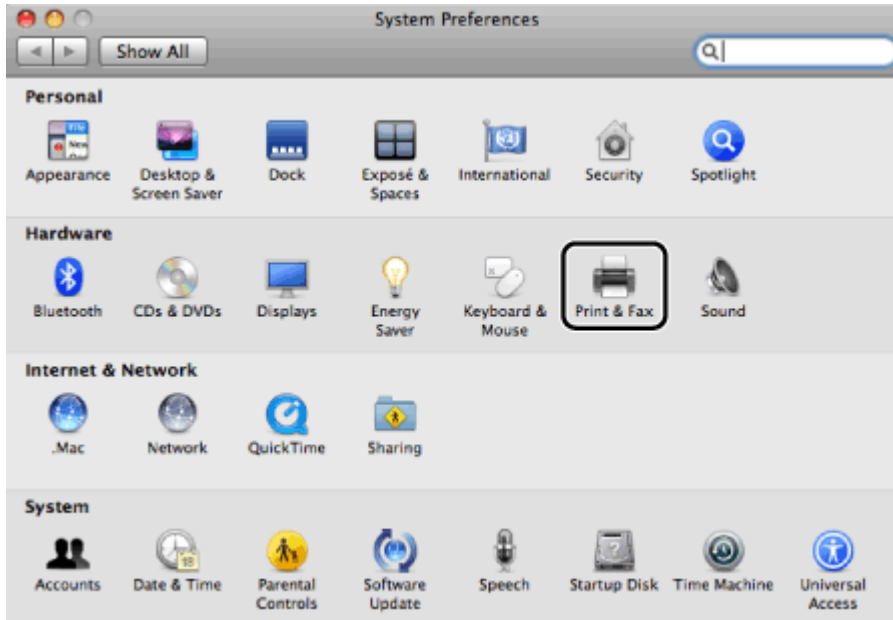 System Preferences
Show All
Personal
Appearance
Desktop &
Screen Saver
Dock
Exposé &
Spaces
International
Security
Spotlight
Hardware
Bluetooth
CDs & DVDs
Displays
Energy
Saver
Keyboard &
Mouse
Print & Fax
Sound
Internet & Network
.Mac
Network
QuickTime
Sharing
System
Accounts
Date & Time
Parental
Controls
Software
Update
Speech
Startup Disk
Time Machine
Universal
Access